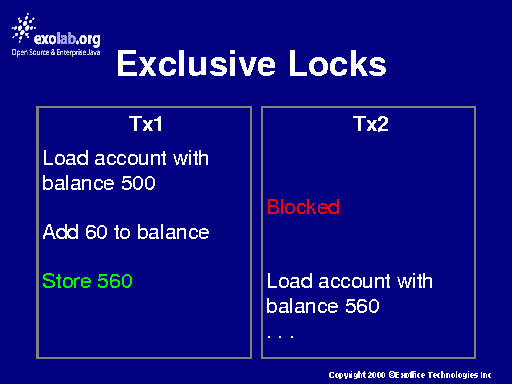 exolab.org
Open Source & Enterprise Java
Exclusive Locks
Tx1
Load account with
balance 500
Add 60 to balance
Store 560
Tx2
Blocked
Load account with
balance 560
. . .
Copyright 2000 ©Exoffice Technologies Inc